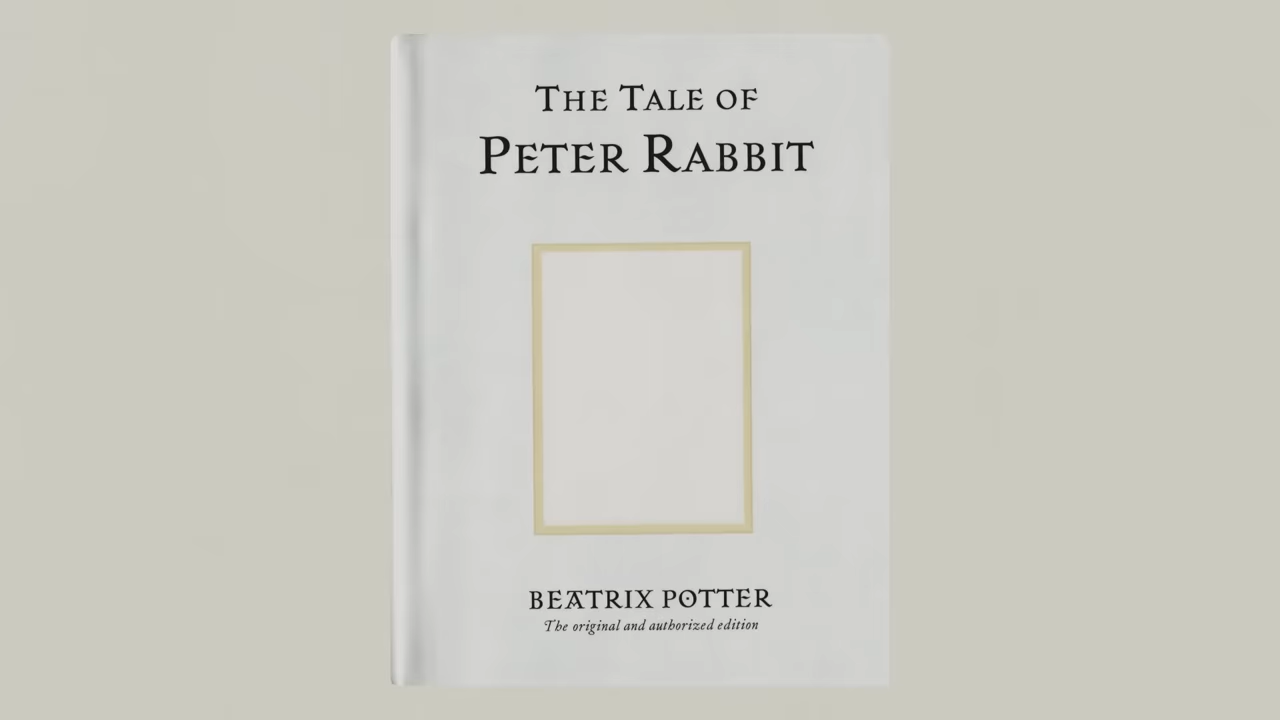 The Tale of
Peter Rabbit
BEATRIX POTTER
The original and authorized edition